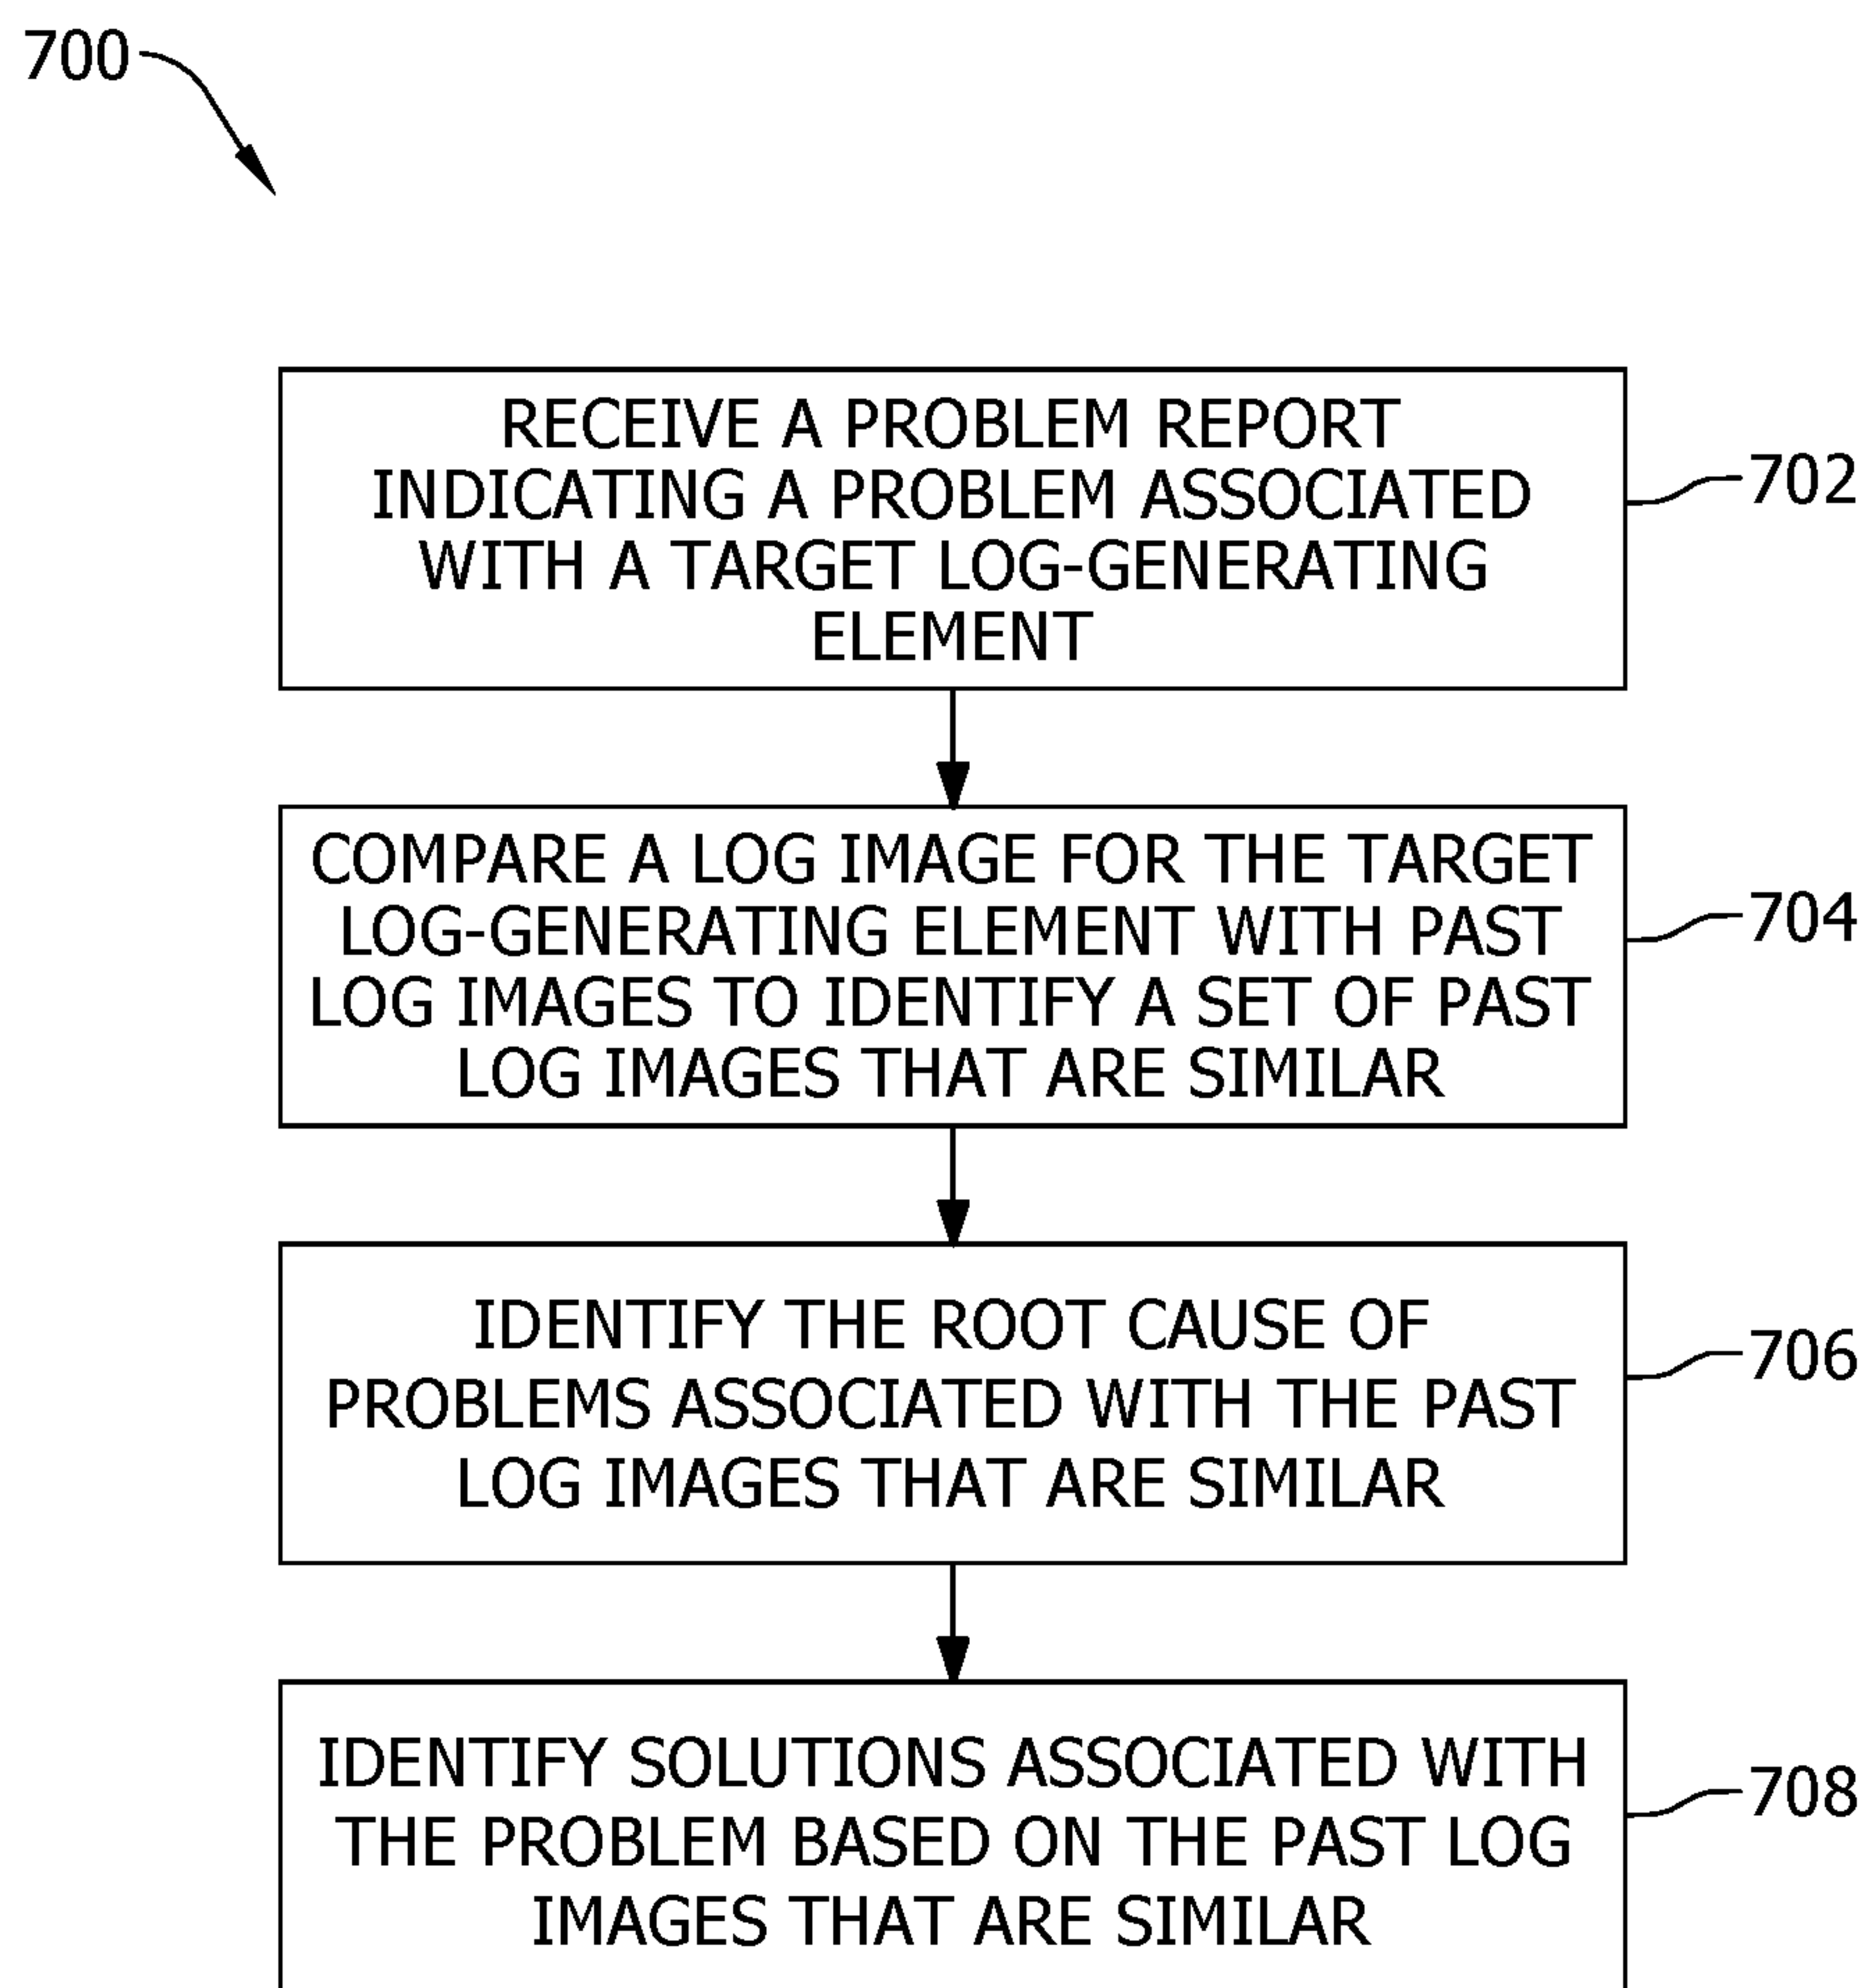 700
RECEIVE A PROBLEM REPORT
INDICATING A PROBLEM ASSOCIATED
WITH A TARGET LOG-GENERATING
ELEMENT
702
COMPARE A LOG IMAGE FOR THE TARGET
LOG-GENERATING ELEMENT WITH PAST
LOG IMAGES TO IDENTIFY A SET OF PAST
LOG IMAGES THAT ARE SIMILAR
704
IDENTIFY THE ROOT CAUSE OF
PROBLEMS ASSOCIATED WITH THE PAST
LOG IMAGES THAT ARE SIMILAR
706
IDENTIFY SOLUTIONS ASSOCIATED WITH
THE PROBLEM BASED ON THE PAST LOG
IMAGES THAT ARE SIMILAR
708